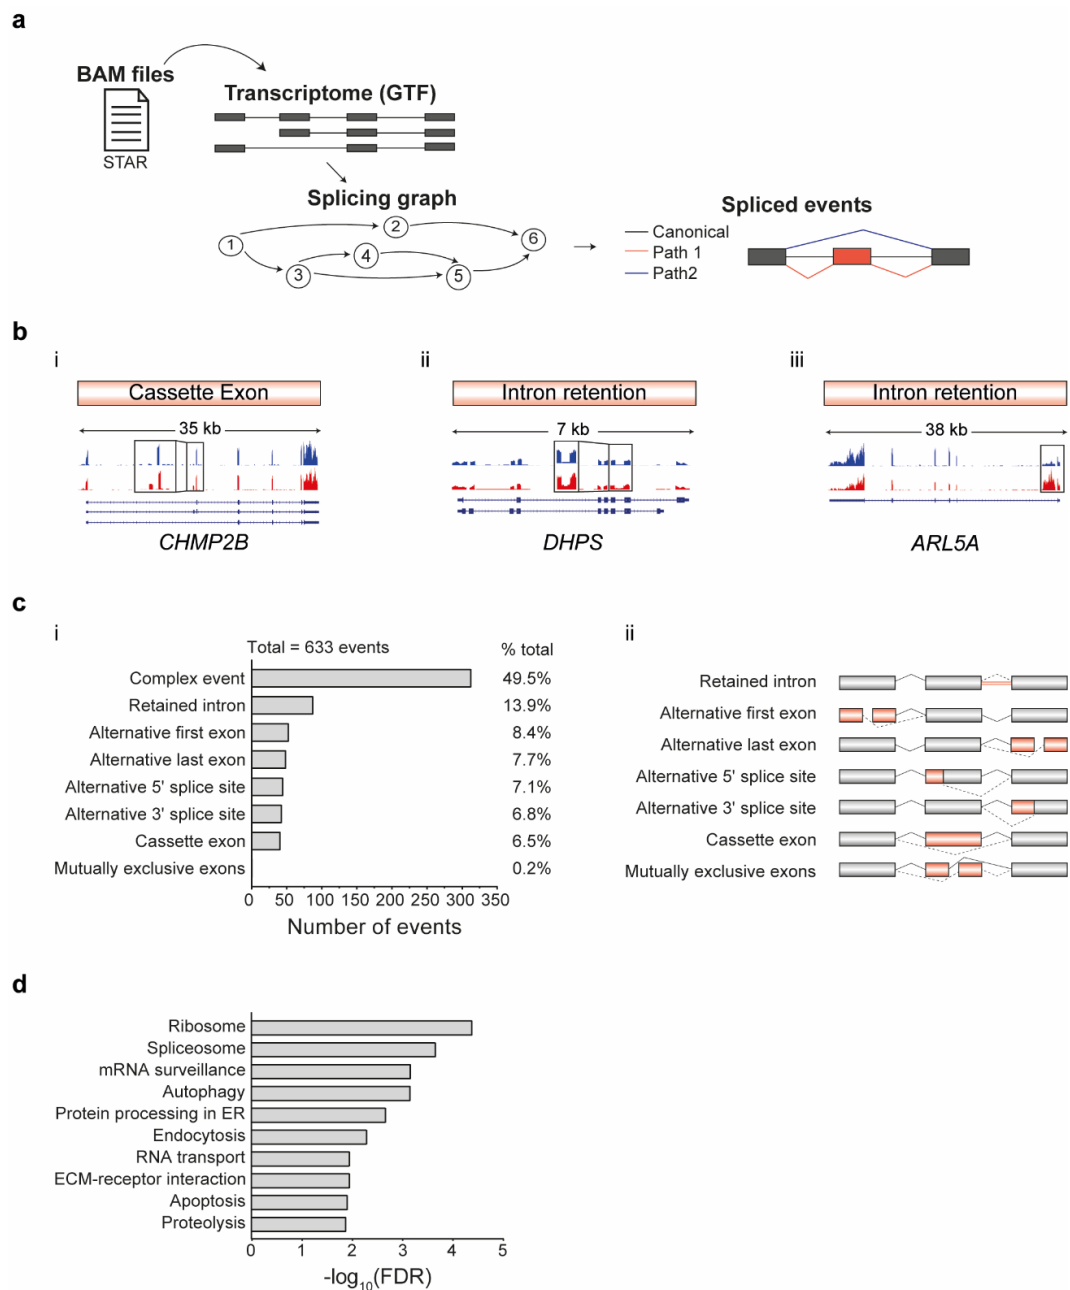 a
BAM files
STAR
Transcriptome (GTF)
Splicing graph
1
2
3
4
5
6
Spliced events
Canonical
Path 1
Path2
b
i
Cassette Exon
35 kb
CHMP2B
ii
Intron retention
7 kb
DHPS
iii
Intron retention
38 kb
ARL5A
c
i
Total = 633 events
% total
Complex event 49.5%
Retained intron 13.9%
Alternative first exon 8.4%
Alternative last exon 7.7%
Alternative 5' splice site 7.1%
Alternative 3' splice site 6.8%
Cassette exon 6.5%
Mutually exclusive exons 0.2%
0 50 100 150 200 250 300 350
Number of events
ii
Retained intron
Alternative first exon
Alternative last exon
Alternative 5' splice site
Alternative 3' splice site
Cassette exon
Mutually exclusive exons
d
Ribosome
Spliceosome
mRNA surveillance
Autophagy
Protein processing in ER
Endocytosis
RNA transport
ECM-receptor interaction
Apoptosis
Proteolysis
0 1 2 3 4 5
-log10(FDR)